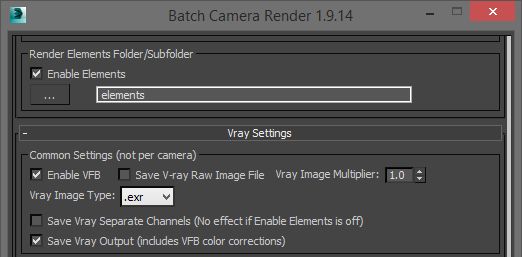 Batch Camera Render 1.9.14
Render Elements Folder/Subfolder
Enable Elements
... elements
- Vray Settings
Common Settings (not per camera)
Enable VFB Save V-ray Raw Image File Vray Image Multiplier: 1.0
Vray Image Type: .exr
Save Vray Separate Channels (No effect if Enable Elements is off)
Save Vray Output (includes VFB color corrections)